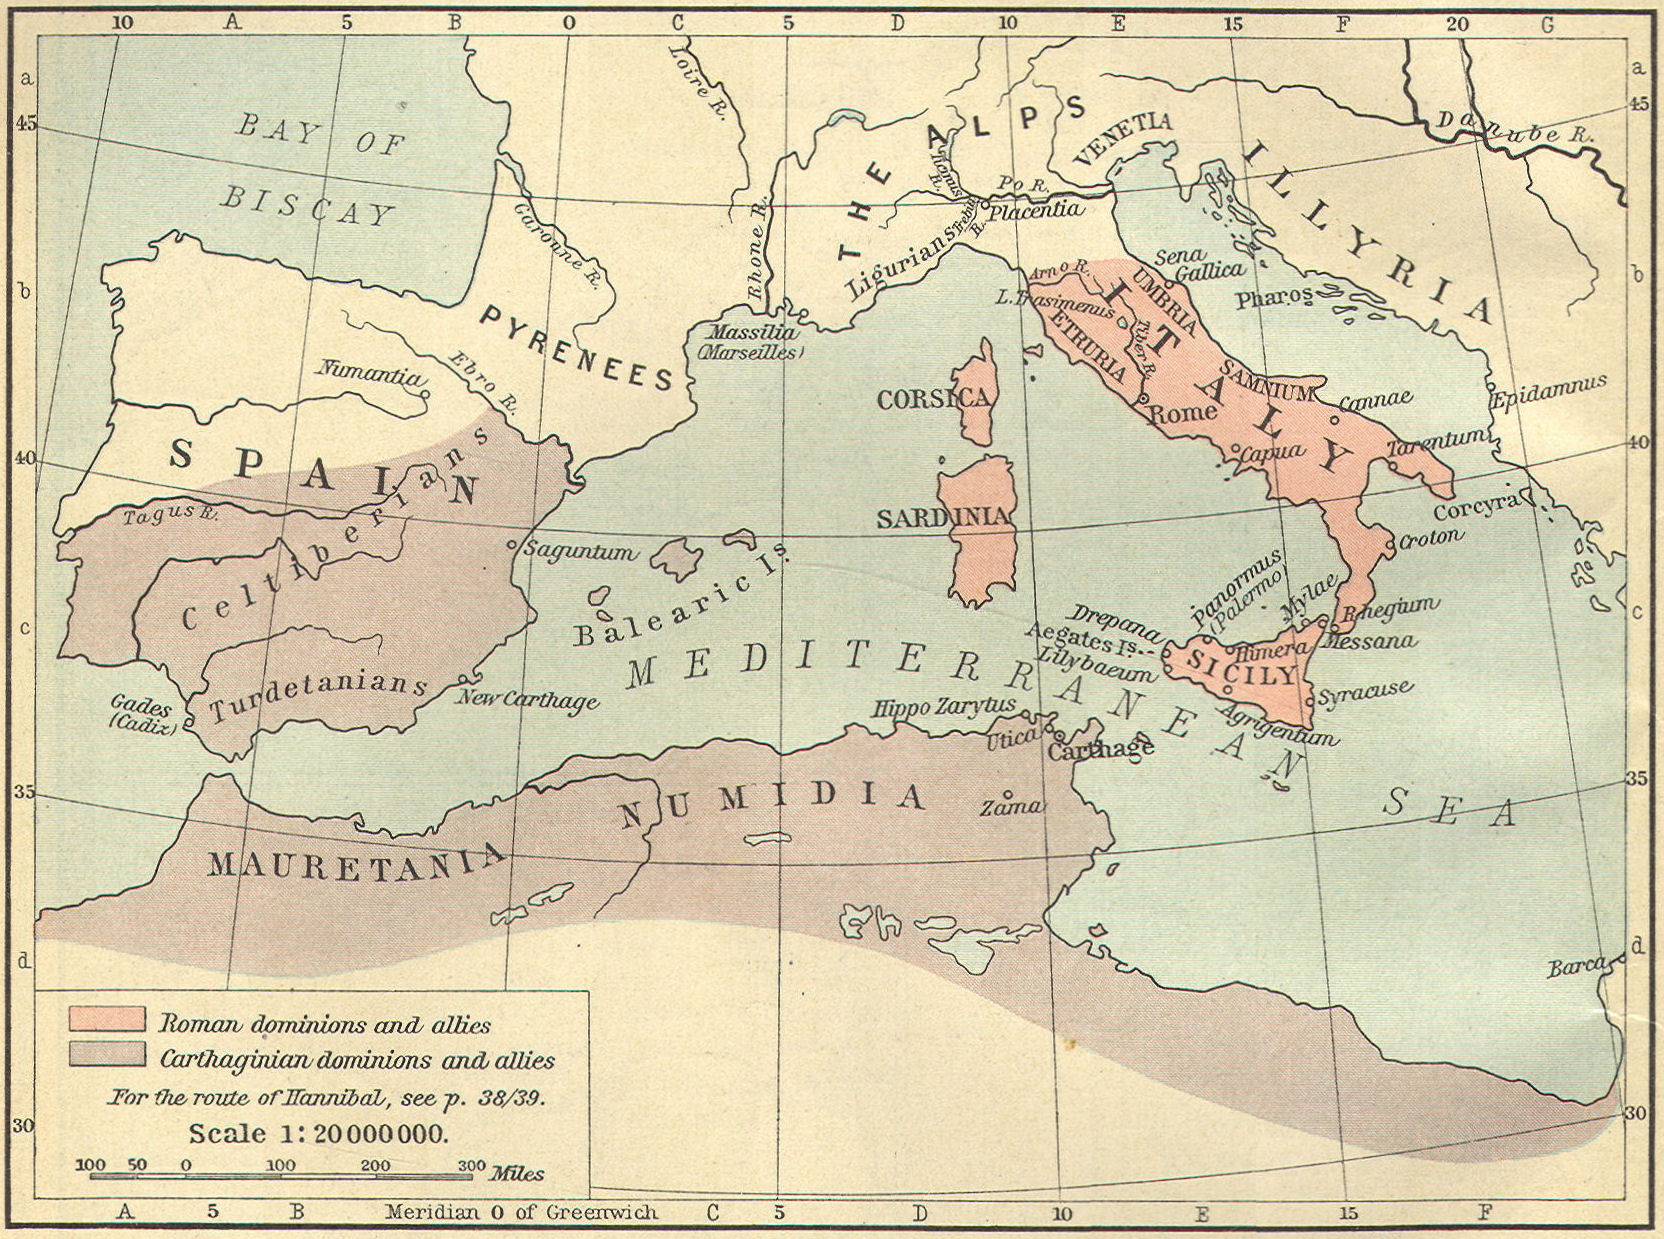 10 A 5 B 0 C 5 D 10 E 15 F 20 G
a
a
45
45
b
b
40
40
c
c
35
35
d
d
30
30
BAY OF
BISCAY
Loire R.
Garonne R.
Rhone R.
THE ALPS
VENETIA
ILLYRIA
Danube R.
Po R.
Placentia
Trebia R.
Ligurians
Massilia
(Marseilles)
PYRENEES
Numantia
Ebro R.
SPAIN
Tagus R.
Celtiberians
Saguntum
Balearic Is.
Turdetanians
New Carthage
Gades
(Cadiz)
CORSICA
SARDINIA
ITALY
Arno R.
L. Trasimenus
ETRURIA
UMBRIA
Tiber R.
Sena
Gallica
Pharos
SAMNIUM
Rome
Cannae
Capua
Tarentum
Epidamnus
Corcyra
Croton
Panormus
(Palermo)
Mylae
Rhegium
Messana
Drepana
Aegates Is.
Lilybaeum
Himera
SICILY
Syracuse
Agrigentum
MEDITERRANEAN SEA
Hippo Zarytus
Utica
Carthage
Zama
NUMIDIA
MAURETANIA
Barca
Roman dominions and allies
Carthaginian dominions and allies
For the route of Hannibal, see p. 38/39.
Scale 1:20000000.
100 50 0 100 200 300 Miles
A 5 B Meridian 0 of Greenwich C 5 D 10 E 15 F